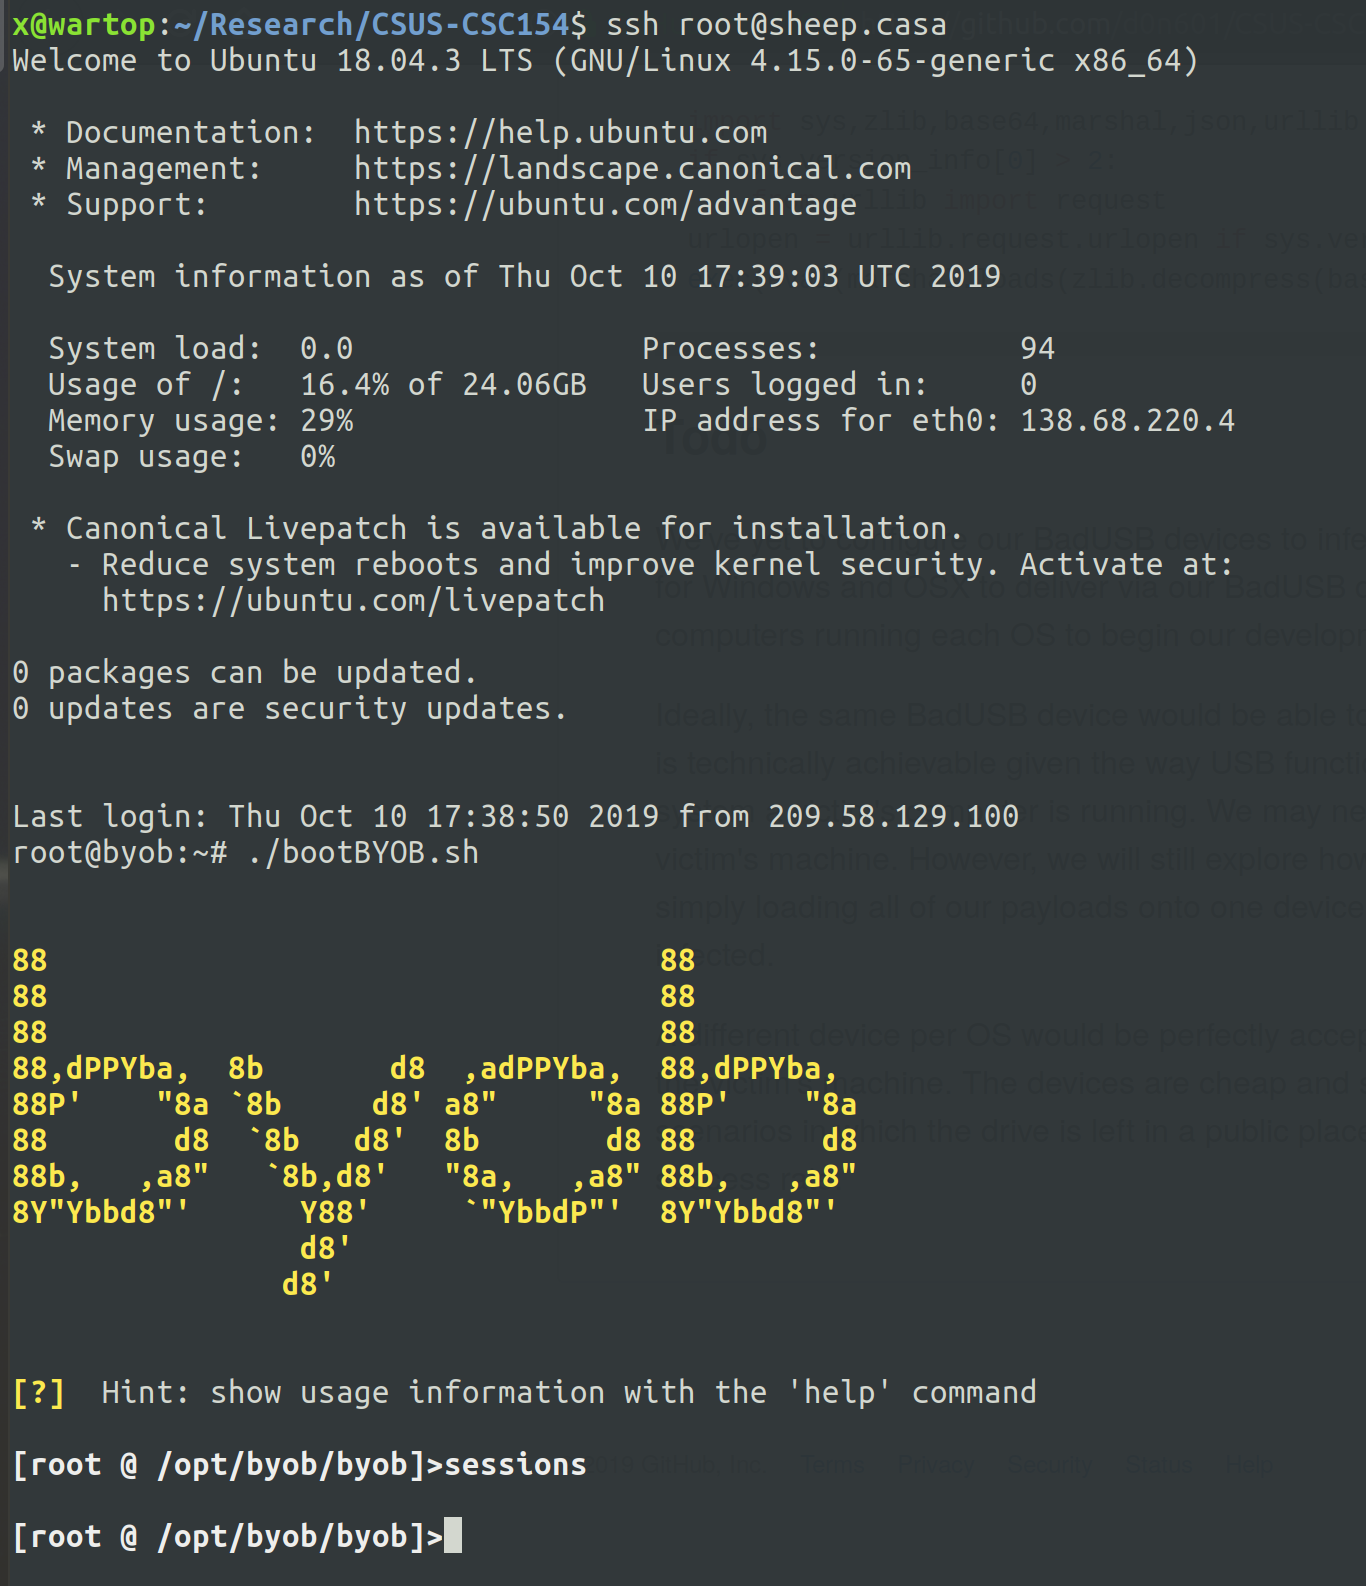 x@wartop:~/Research/CSUS-CSC154$ ssh root@sheep.casa
Welcome to Ubuntu 18.04.3 LTS (GNU/Linux 4.15.0-65-generic x86_64)
* Documentation:  https://help.ubuntu.com
* Management:     https://landscape.canonical.com
* Support:        https://ubuntu.com/advantage
System information as of Thu Oct 10 17:39:03 UTC 2019
System load:  0.0                Processes:           94
Usage of /:   16.4% of 24.06GB   Users logged in:     0
Memory usage: 29%                IP address for eth0: 138.68.220.4
Swap usage:   0%
* Canonical Livepatch is available for installation.
- Reduce system reboots and improve kernel security. Activate at:
https://ubuntu.com/livepatch
0 packages can be updated.
0 updates are security updates.
Last login: Thu Oct 10 17:38:50 2019 from 209.58.129.100
root@byob:~# ./bootBYOB.sh
88                                  88
88                                  88
88                                  88
88,dPPYba,  8b       d8  ,adPPYba,  88,dPPYba,
88P'    "8a `8b     d8' a8"     "8a 88P'    "8a
88       d8  `8b   d8'  8b       d8 88       d8
88b,   ,a8"   `8b,d8'   "8a,   ,a8" 88b,   ,a8"
8Y"Ybbd8"'      Y88'     `"YbbdP"'  8Y"Ybbd8"'
d8'
d8'
[?]  Hint: show usage information with the 'help' command
[root @ /opt/byob/byob]>sessions
[root @ /opt/byob/byob]>